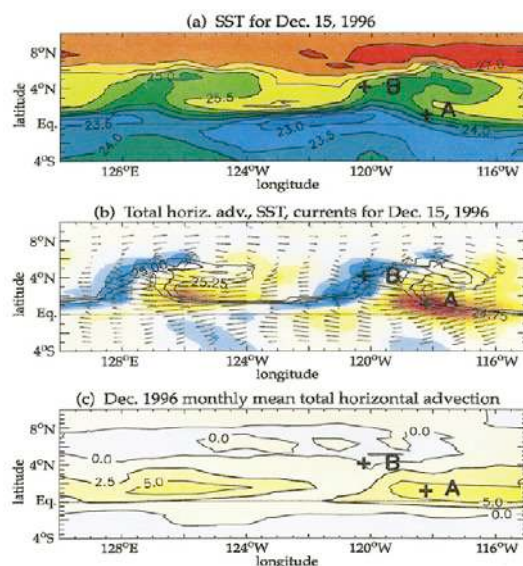 (a) SST for Dec. 15, 1996
8°N
4°N
Eq.
4°S
latitude
25.0
25.5
27.0
23.5
24.0
23.0
23.5
24.0
B
A
128°E 120°W 116°W
longitude
(b) Total horiz. adv., SST, currents for Dec. 15, 1996
8°N
4°N
Eq.
4°S
latitude
25.00
25.25
24.75
B
A
128°E 120°W 116°W
longitude
(c) Dec. 1996 monthly mean total horizontal advection
8°N
4°N
Eq.
4°S
latitude
0.0
0.0
0.0
2.5
5.0
5.0
0.0
B
A
128°E 120°W 116°W
longitude